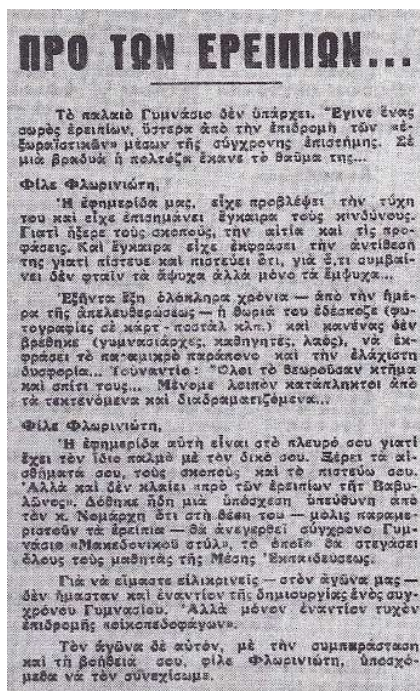 ΠΡΟ ΤΩΝ ΕΡΕΙΠΙΩΝ...
Τὸ παλαιὸ Γυμνάσιο δὲν ὑπάρχει. Ἔγινε ἕνας
σωρὸς ἐρειπίων, ὕστερα ἀπὸ τὴν ἐπιδρομὴ τῶν «ἐξ-
ξωραϊστικῶν» μέσων τῆς σύγχρονης ἐπιστήμης. Σὲ
μιὰ βραδυὰ ἡ μπολτόζα ἔκανε τὸ θαῦμα της...
Φίλε Φλωρινιώτη,
Ἡ ἐφημερίδα μας, εἶχε προβλέψει τὴν τύχη
του καὶ εἶχε ἐπισημάνει ἔγκαιρα τοὺς κινδύνους.
Γιατὶ ἤξερε τοὺς σκοπούς, τὴν αἰτία καὶ τὶς προ-
φάσεις. Καὶ ἔγκαιρα εἶχε ἐκφράσει τὴν ἀντίθεσή
της γιατὶ πίστευε καὶ πιστεύει ὅτι, γιὰ ὅ,τι συμβαί-
νει δὲν φταῖν τὰ ἄψυχα ἀλλὰ μόνο τὰ ἔμψυχα...
Ἑξήντα ἕξη ὁλόκληρα χρόνια — ἀπὸ τὴν ἡμέ-
ρα τῆς ἀπελευθερώσεως — ἡ θωριά του ἐδέσποζε (φω-
τογραφίες σὲ κάρτ - ποστὰλ κλπ.) καὶ κανένας δὲν
βρέθηκε (γυμνασιάρχες, καθηγητές, λαός), νὰ ἐκ-
φράσει τὸ παραμικρὸ παράπονο καὶ τὴν ἐλάχιστη
δυσφορία... Τοὐναντίο: Ὅλοι τὸ θεωροῦσαν κτῆμα
καὶ σπίτι τους... Μένομε λοιπὸν κατάπληκτοι ἀπὸ
τὰ τεκτενόμενα καὶ διαδραματιζόμενα...
Φίλε Φλωρινιώτη,
Ἡ ἐφημερίδα αὐτὴ εἶναι στὸ πλευρό σου γιατὶ
ἔχει τὸν ἴδιο παλμὸ μὲ τὸν δικό σου. Ξέρει τὰ αἰ-
σθήματά σου, τοὺς σκοποὺς καὶ τὸ πιστεύω σου.
Ἀλλὰ καὶ δὲν κλαίει «πρὸ τῶν ἐρειπίων τῆς Βαβυ-
λῶνος». Δόθηκε ἤδη μιὰ ὑπόσχεση ὑπεύθυνη ἀπὸ
τὸν κ. Νομάρχη ὅτι στὴ θέση του — μόλις παραμε-
ριστοῦν τὰ ἐρείπια — θὰ ἀνεγερθεῖ σύγχρονο Γυμ-
νάσιο «Μακεδονικοῦ στύλ», τὸ ὁποῖο θὰ στεγάσει
ὅλους τοὺς μαθητὰς τῆς Μέσης Ἐκπαιδεύσεως.
Γιὰ νὰ εἴμαστε εἰλικρινεῖς — στὸν ἀγῶνα μας —
δὲν ἤμασταν καὶ ἐναντίον τῆς δημιουργίας ἑνὸς συγ-
χρόνου Γυμνασίου. Ἀλλὰ μόνον ἐναντίον τυχὸν
ἐπιδρομῆς «οἰκοπεδοφάγων».
Τὸν ἀγῶνα δὲ αὐτόν, μὲ τὴν συμπαράσταση
καὶ τὴ βοήθεια σου, φίλε Φλωρινιώτη, ὑποσχό-
μεθα νὰ τὸν συνεχίσωμε.